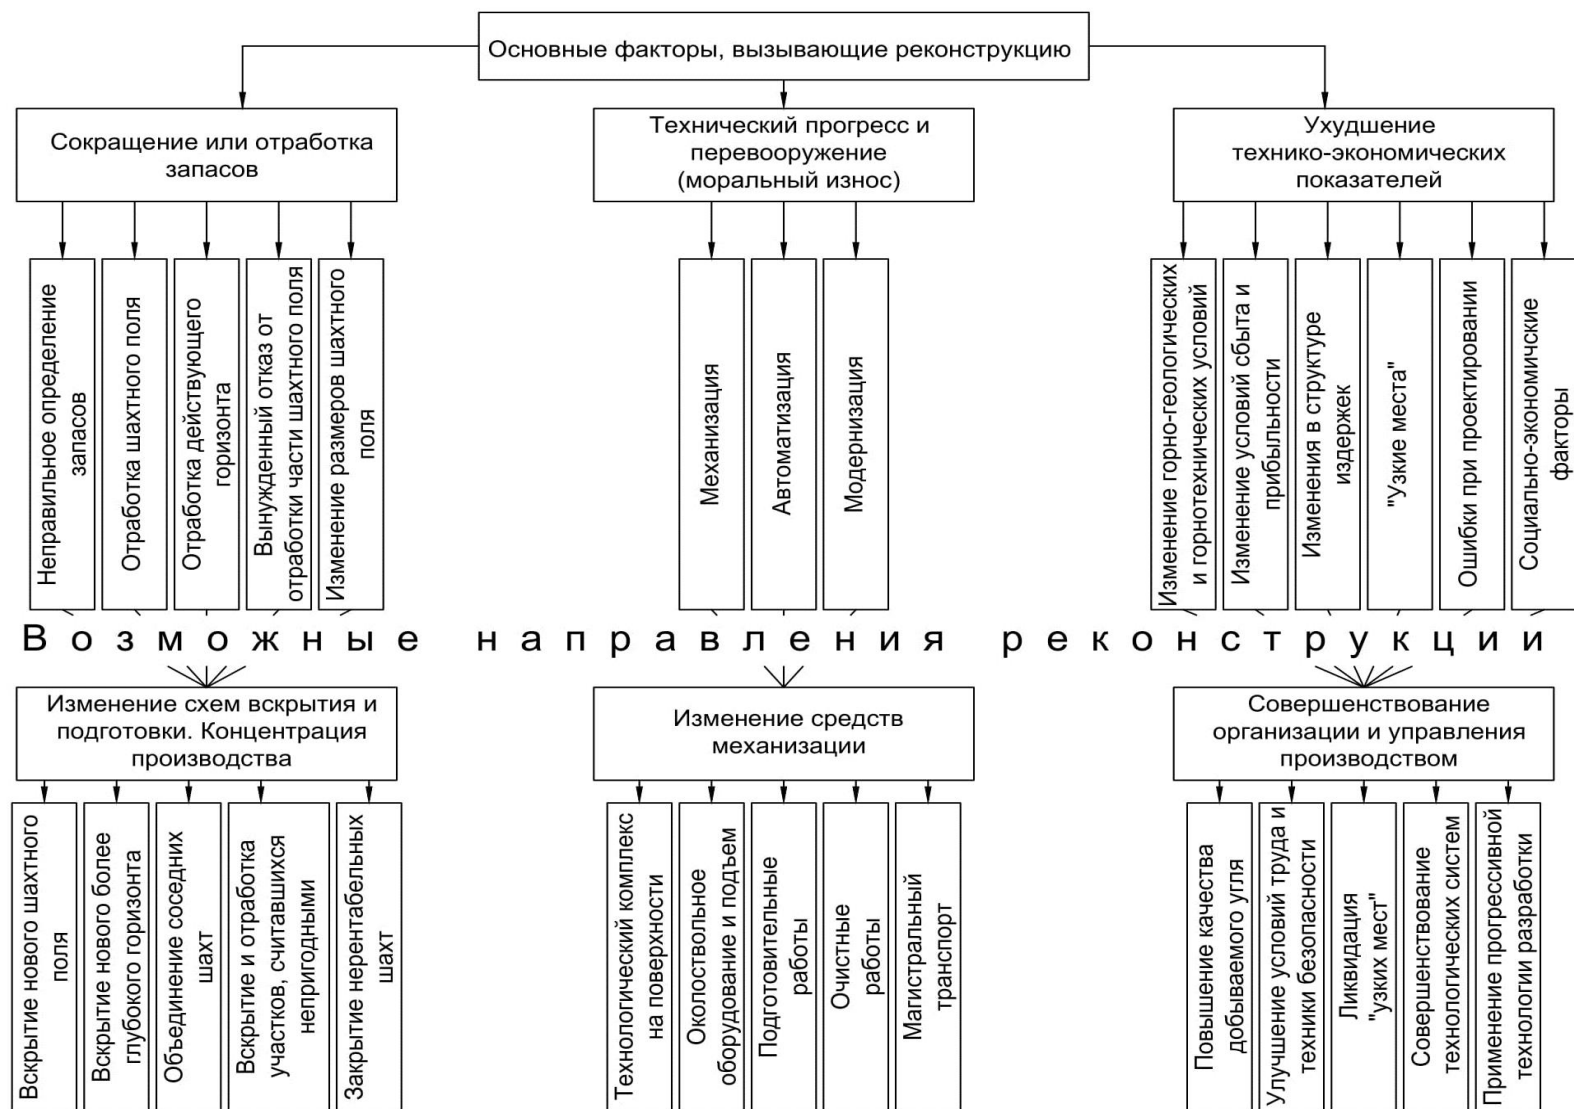 Основные факторы, вызывающие реконструкцию
Сокращение или отработка
запасов
Технический прогресс и
перевооружение
(моральный износ)
Ухудшение
технико-экономических
показателей
Неправильное определение
запасов
Отработка шахтного поля
Отработка действующего
горизонта
Вынужденный отказ от
отработки части шахтного поля
Изменение размеров шахтного
поля
Механизация
Автоматизация
Модернизация
Изменение горно-геологических
и горнотехнических условий
Изменение условий сбыта и
прибыльности
Изменения в структуре
издержек
"Узкие места"
Ошибки при проектировании
Социально-экономичские
факторы
Возможные направления реконструкции
Изменение схем вскрытия и
подготовки. Концентрация
производства
Изменение средств
механизации
Совершенствование
организации и управления
производством
Вскрытие нового шахтного
поля
Вскрытие нового более
глубокого горизонта
Объединение соседних
шахт
Вскрытие и отработка
участков, считавшихся
непригодными
Закрытие нерентабельных
шахт
Технологический комплекс
на поверхности
Околоствольное
оборудование и подъем
Подготовительные
работы
Очистные
работы
Магистральный
транспорт
Повышение качества
добываемого угля
Улучшение условий труда и
техники безопасности
Ликвидация
"узких мест"
Совершенствование
технологических систем
Применение прогрессивной
технологии разработки